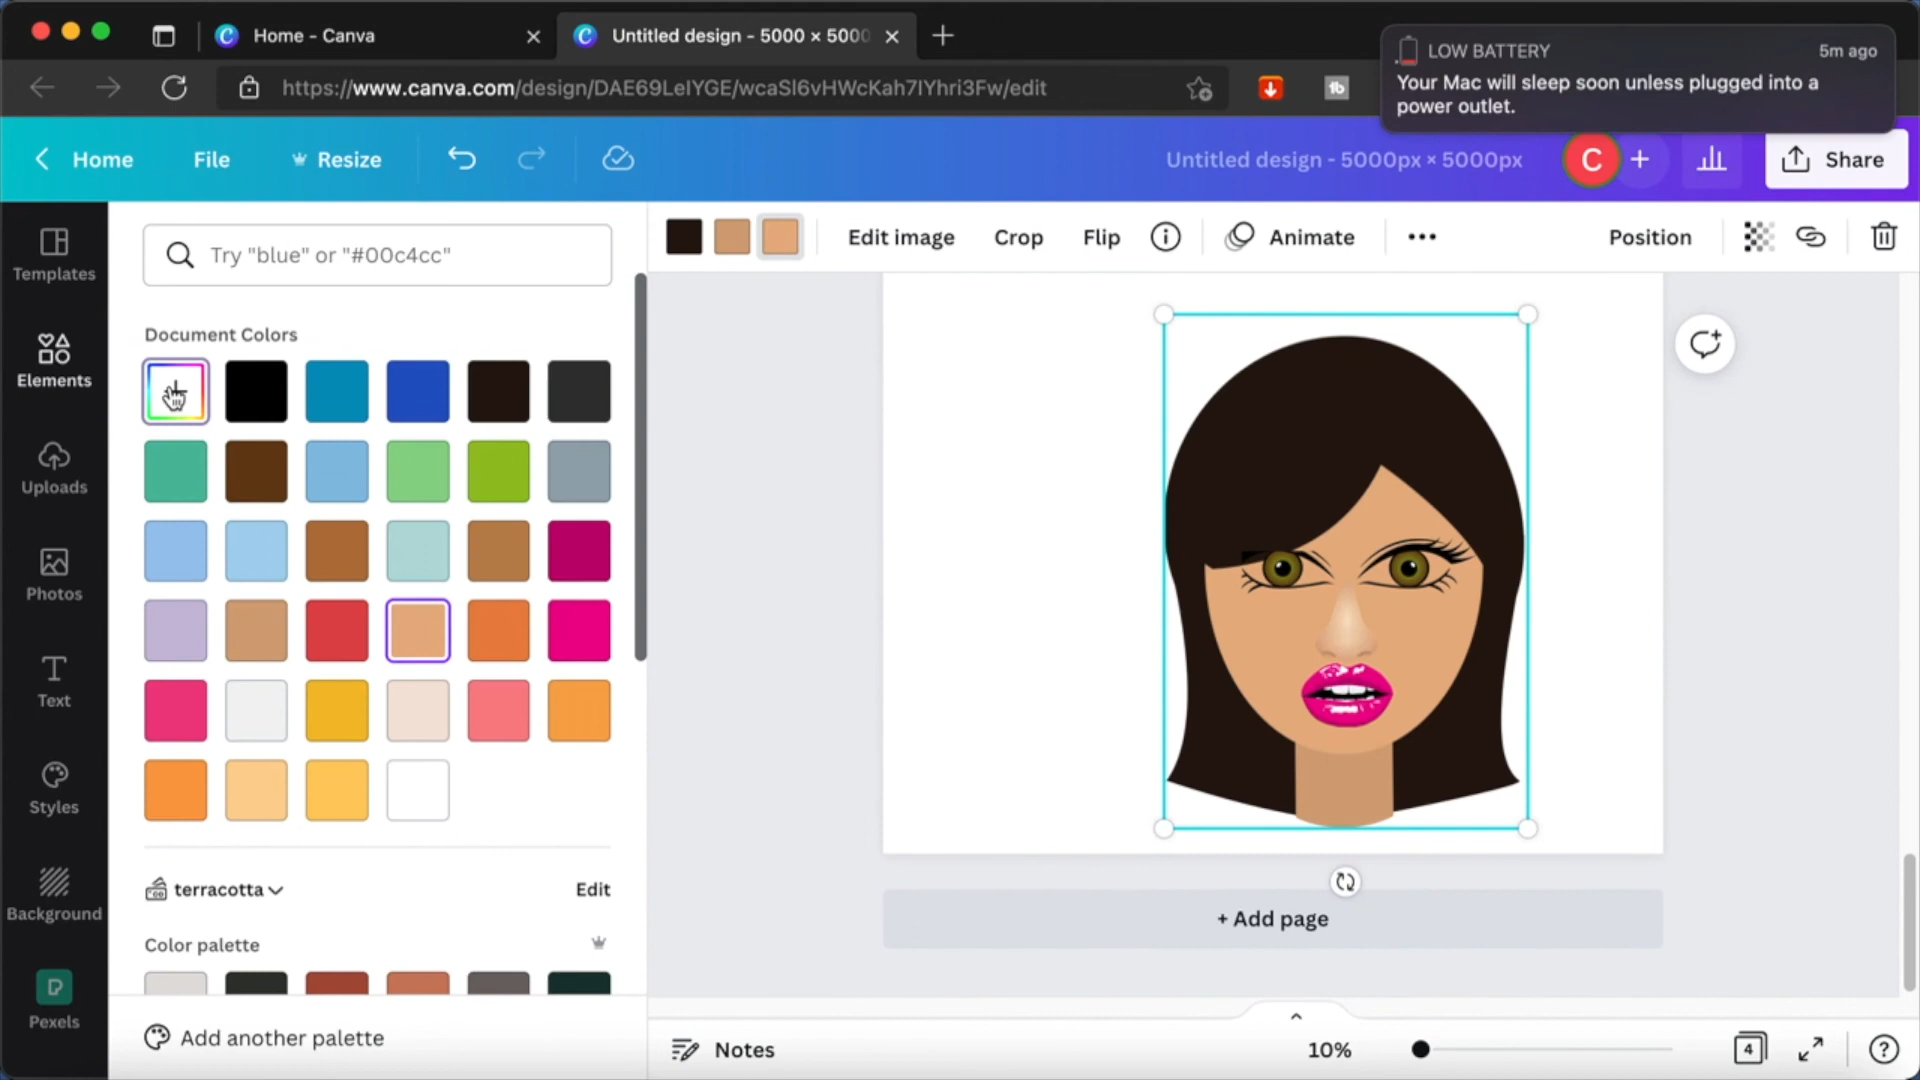 Home - Canva
Untitled design - 5000 × 5000
LOW BATTERY
5m ago
Your Mac will sleep soon unless plugged into a
power outlet.
https://www.canva.com/design/DAE69LeIYGE/wcaSl6vHWcKah7IYhri3Fw/edit
tb
Home
File
Resize
Untitled design - 5000px × 5000px
C
Share
Templates
Elements
Uploads
Photos
Text
Styles
Background
Pexels
Try "blue" or "#00c4cc"
Document Colors
terracotta
Edit
Color palette
Add another palette
Edit image
Crop
Flip
Animate
Position
+ Add page
Notes
10%
4